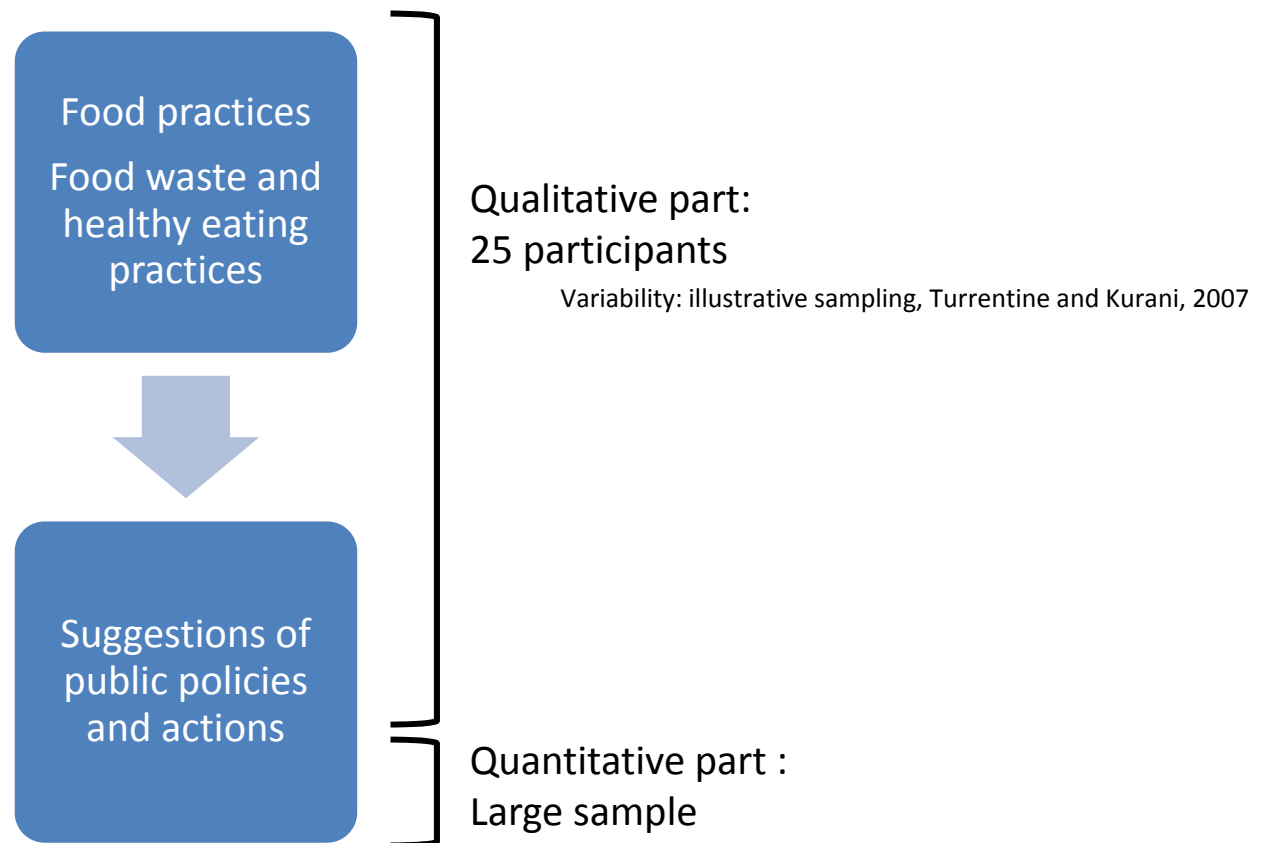 Food practices
Food waste and
healthy eating
practices
Qualitative part:
25 participants
Variability: illustrative sampling, Turrentine and Kurani, 2007
Suggestions of
public policies
and actions
Quantitative part :
Large sample